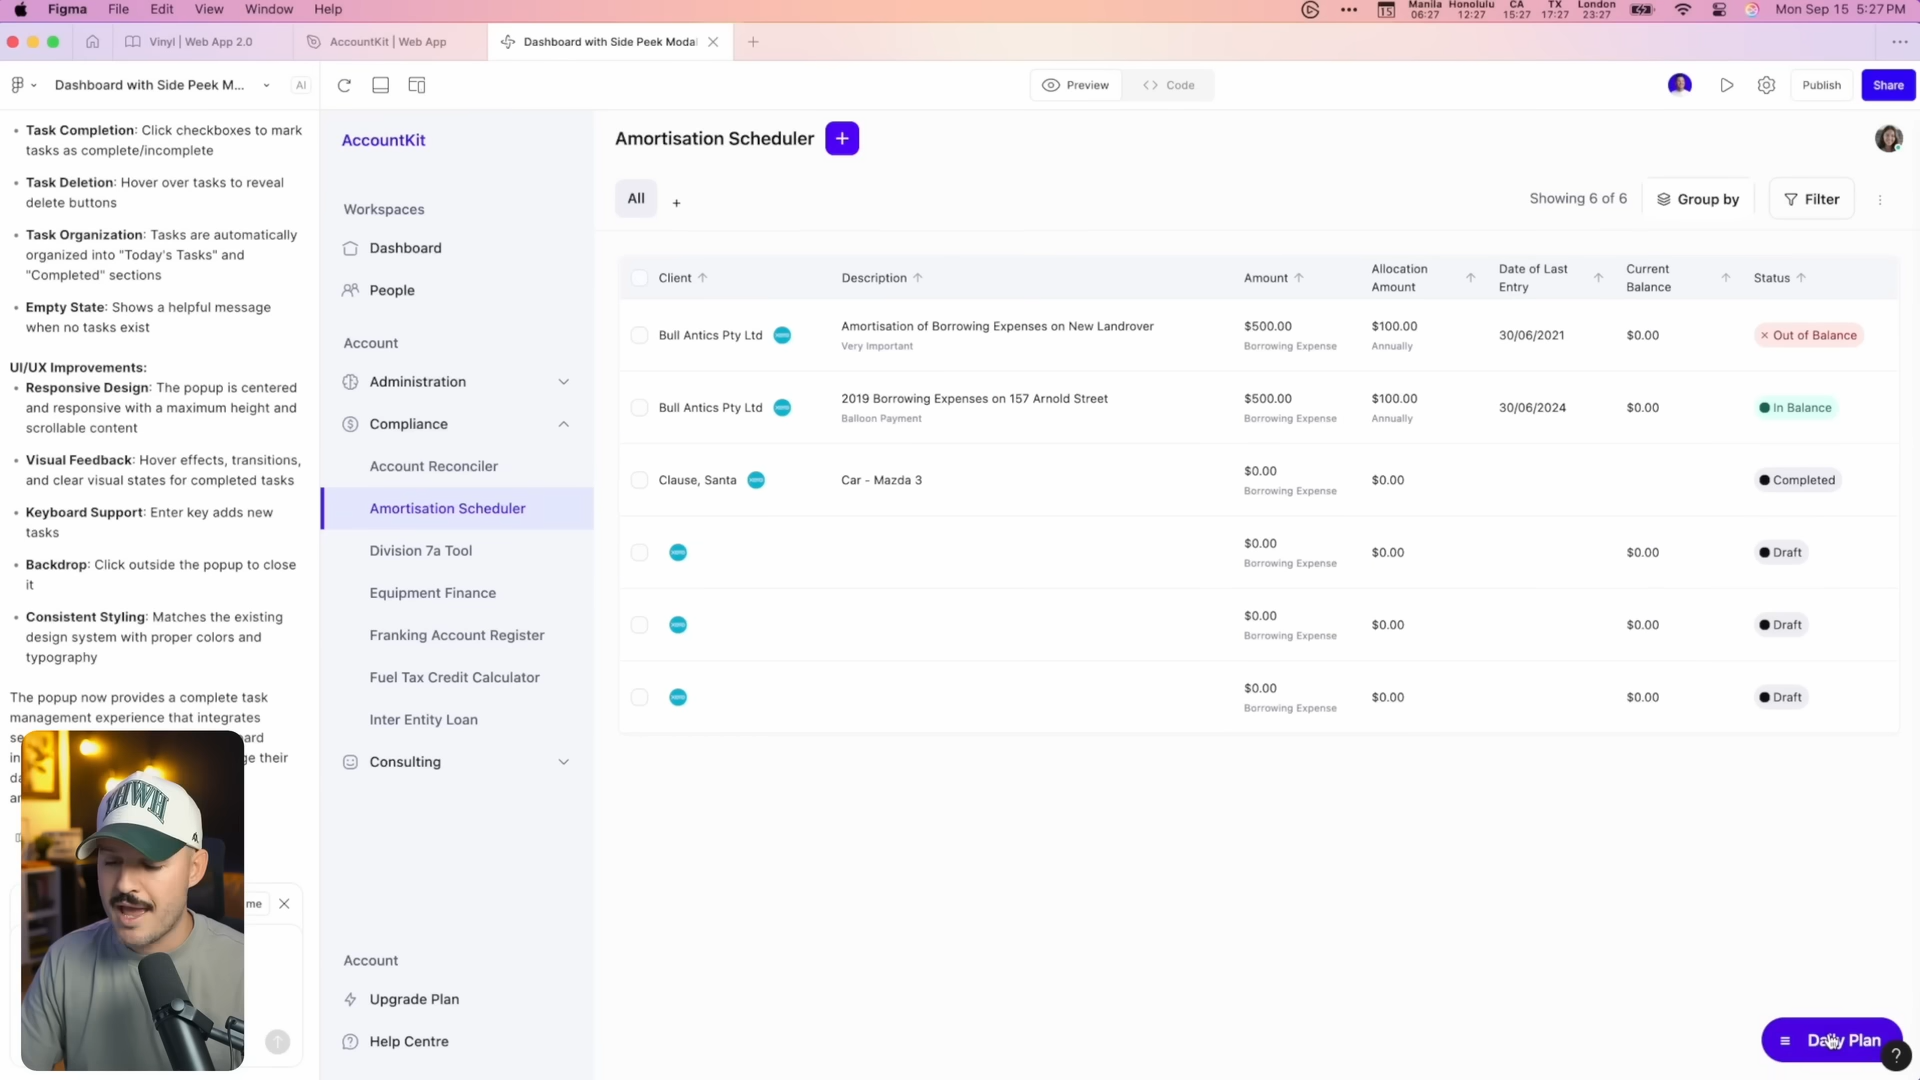 Figma File Edit View Window Help
15 Manila 06:27 Honolulu 12:27 CA 15:27 TX 17:27 London 23:27 Mon Sep 15 5:27 PM
Vinyl | Web App 2.0
AccountKit | Web App
Dashboard with Side Peek Modal
Dashboard with Side Peek M...
AI
Preview
Code
Publish
Share
• Task Completion: Click checkboxes to mark
tasks as complete/incomplete
• Task Deletion: Hover over tasks to reveal
delete buttons
• Task Organization: Tasks are automatically
organized into "Today's Tasks" and
"Completed" sections
• Empty State: Shows a helpful message
when no tasks exist
UI/UX Improvements:
• Responsive Design: The popup is centered
and responsive with a maximum height and
scrollable content
• Visual Feedback: Hover effects, transitions,
and clear visual states for completed tasks
• Keyboard Support: Enter key adds new
tasks
• Backdrop: Click outside the popup to close
it
• Consistent Styling: Matches the existing
design system with proper colors and
typography
The popup now provides a complete task
management experience that integrates
AccountKit
Workspaces
Dashboard
People
Account
Administration
Compliance
Account Reconciler
Amortisation Scheduler
Division 7a Tool
Equipment Finance
Franking Account Register
Fuel Tax Credit Calculator
Inter Entity Loan
Consulting
Account
Upgrade Plan
Help Centre
Amortisation Scheduler +
All +
Showing 6 of 6
Group by
Filter
Client Description Amount Allocation Amount Date of Last Entry Current Balance Status
Bull Antics Pty Ltd Amortisation of Borrowing Expenses on New Landrover $500.00 $100.00 30/06/2021 $0.00 × Out of Balance
Very Important Borrowing Expense Annually
Bull Antics Pty Ltd 2019 Borrowing Expenses on 157 Arnold Street $500.00 $100.00 30/06/2024 $0.00 In Balance
Balloon Payment Borrowing Expense Annually
Clause, Santa Car - Mazda 3 $0.00 $0.00 Completed
Borrowing Expense
$0.00 $0.00 $0.00 Draft
Borrowing Expense
$0.00 $0.00 $0.00 Draft
Borrowing Expense
$0.00 $0.00 $0.00 Draft
Borrowing Expense
Daily Plan
?